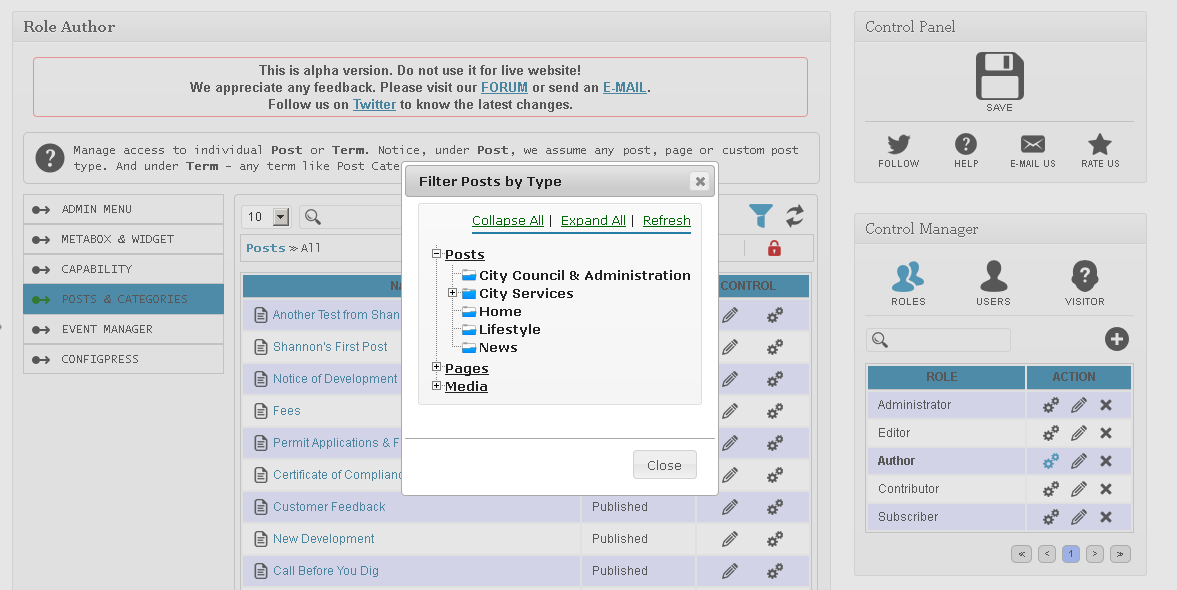 Role Author
This is alpha version. Do not use it for live website!
We appreciate any feedback. Please visit our FORUM or send an E-MAIL.
Follow us on Twitter to know the latest changes.
Manage access to individual Post or Term. Notice, under Post, we assume any post, page or custom post
type. And under Term - any term like Post Cate
ADMIN MENU
METABOX & WIDGET
CAPABILITY
POSTS & CATEGORIES
EVENT MANAGER
CONFIGPRESS
10
Posts » All
CONTROL
Another Test from Shan
Shannon's First Post
Notice of Development
Fees
Permit Applications & F
Certificate of Complianc
Customer Feedback Published
New Development Published
Call Before You Dig Published
Filter Posts by Type
Collapse All | Expand All | Refresh
Posts
City Council & Administration
City Services
Home
Lifestyle
News
Pages
Media
Close
Control Panel
SAVE
FOLLOW HELP E-MAIL US RATE US
Control Manager
ROLES USERS VISITOR
ROLE ACTION
Administrator
Editor
Author
Contributor
Subscriber
« < 1 > »